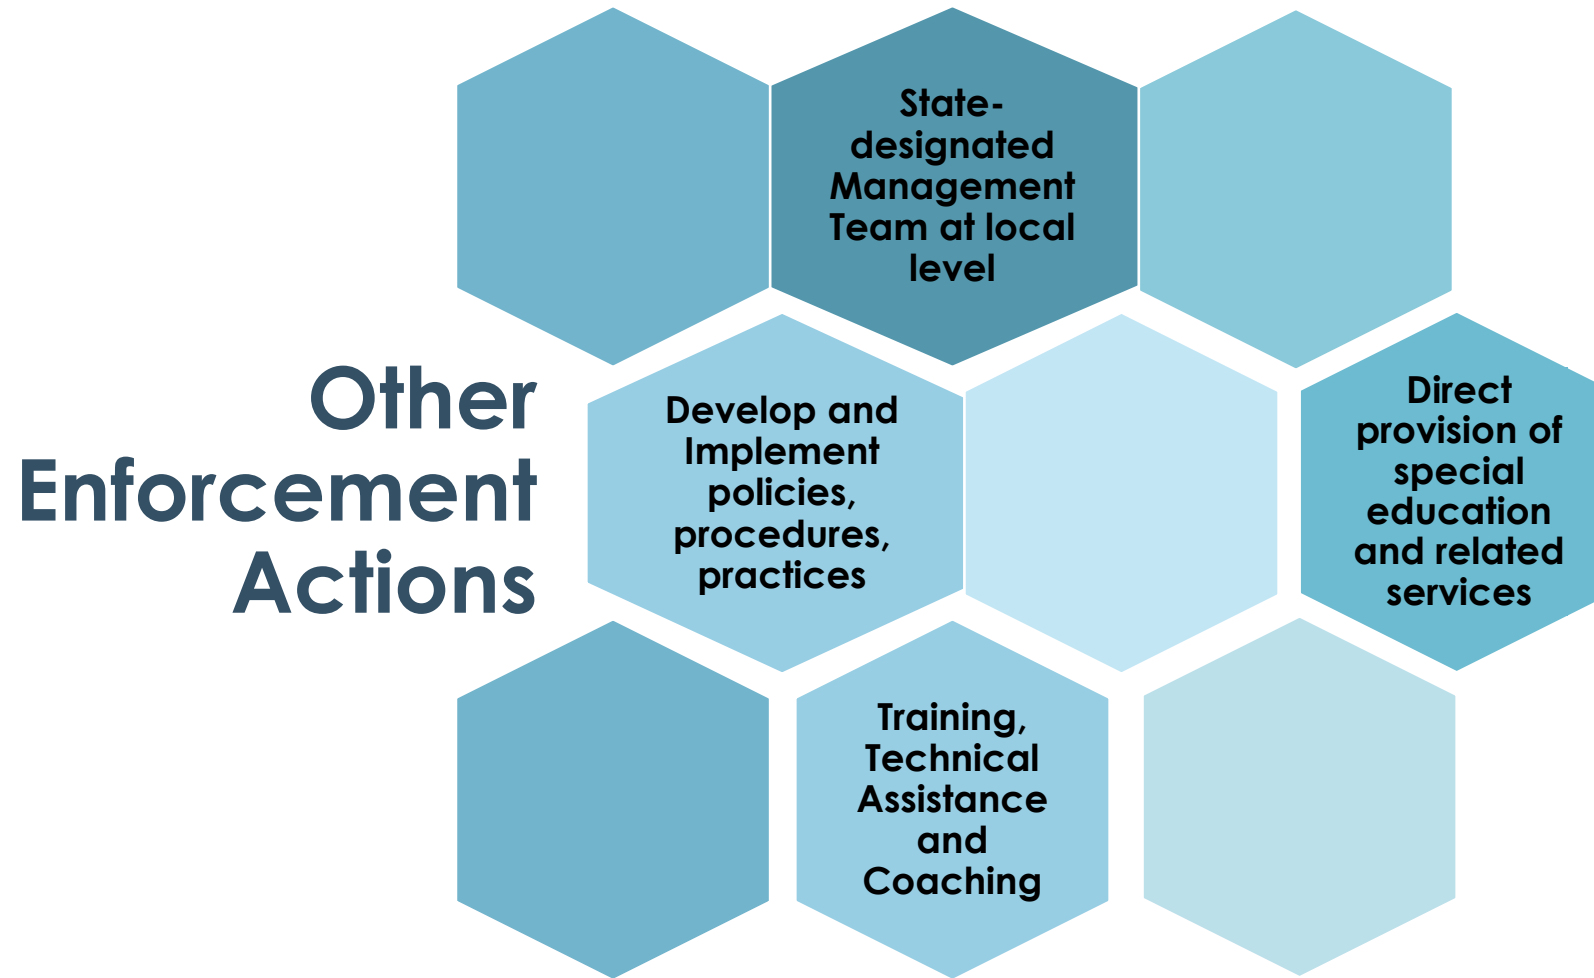 Other
Enforcement
Actions
State-
designated
Management
Team at local
level
Develop and
Implement
policies,
procedures,
practices
Direct
provision of
special
education
and related
services
Training,
Technical
Assistance
and
Coaching